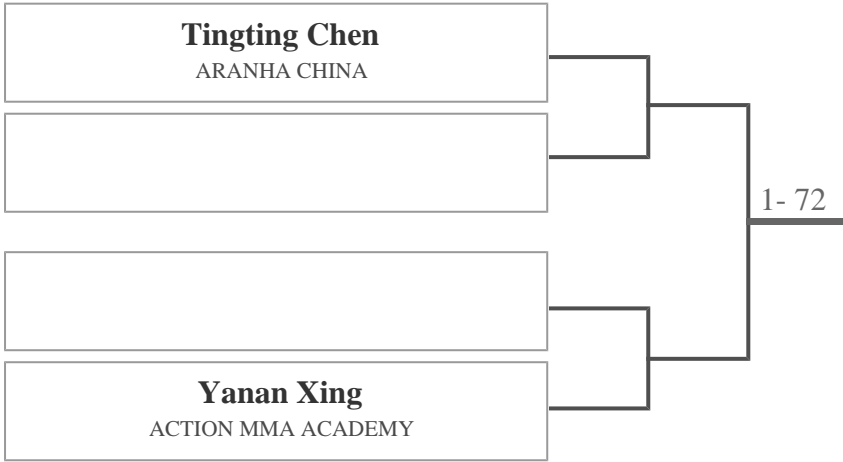 Tingting Chen
ARANHA CHINA
1- 72
Yanan Xing
ACTION MMA ACADEMY